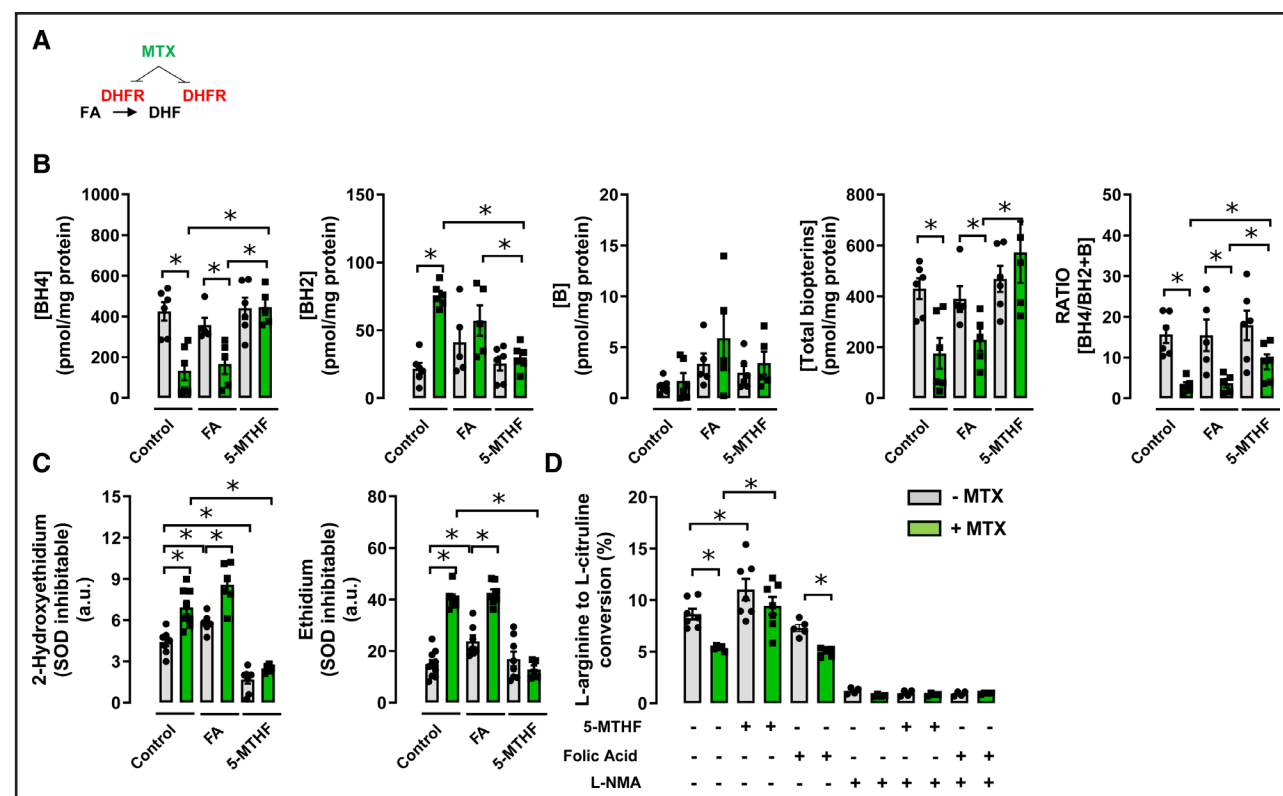 A
MTX
DHFR DHFR
FA → DHF
B
[BH4]
(pmol/mg protein)
1000
800
600
400
200
0
*
*
*
*
Control
FA
5-MTHF
[BH2]
(pmol/mg protein)
150
100
50
0
*
*
*
Control
FA
5-MTHF
[B]
(pmol/mg protein)
20
15
10
5
0
Control
FA
5-MTHF
[Total biopterins]
(pmol/mg protein)
800
600
400
200
0
*
*
*
Control
FA
5-MTHF
RATIO
[BH4/BH2+B]
50
40
30
20
10
0
*
*
*
*
Control
FA
5-MTHF
C
2-Hydroxyethidium
(SOD inhibitable)
(a.u.)
15
12
9
6
3
0
*
*
*
*
*
Control
FA
5-MTHF
Ethidium
(SOD inhibitable)
(a.u.)
80
60
40
20
0
*
*
*
*
Control
FA
5-MTHF
D
L-arginine to L-citruline
conversion (%)
20
15
10
5
0
*
*
*
*
- MTX
+ MTX
5-MTHF - - + + - - - - + + - -
Folic Acid - - - - + + - - - - + +
L-NMA - - - - - - + + + + + +